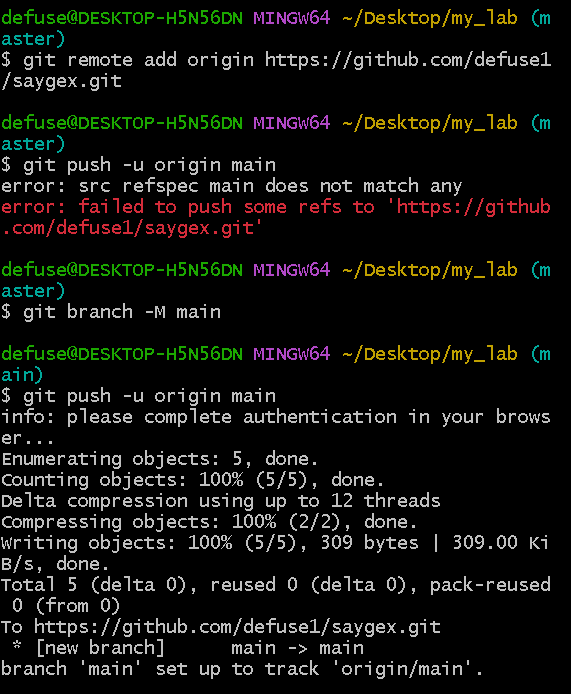 defuse@DESKTOP-H5N56DN MINGW64 ~/Desktop/my_lab (m
aster)
$ git remote add origin https://github.com/defuse1
/saygex.git
defuse@DESKTOP-H5N56DN MINGW64 ~/Desktop/my_lab (m
aster)
$ git push -u origin main
error: src refspec main does not match any
error: failed to push some refs to 'https://github
.com/defuse1/saygex.git'
defuse@DESKTOP-H5N56DN MINGW64 ~/Desktop/my_lab (m
aster)
$ git branch -M main
defuse@DESKTOP-H5N56DN MINGW64 ~/Desktop/my_lab (m
ain)
$ git push -u origin main
info: please complete authentication in your brows
er...
Enumerating objects: 5, done.
Counting objects: 100% (5/5), done.
Delta compression using up to 12 threads
Compressing objects: 100% (2/2), done.
Writing objects: 100% (5/5), 309 bytes | 309.00 Ki
B/s, done.
Total 5 (delta 0), reused 0 (delta 0), pack-reused
 0 (from 0)
To https://github.com/defuse1/saygex.git
 * [new branch]      main -> main
branch 'main' set up to track 'origin/main'.